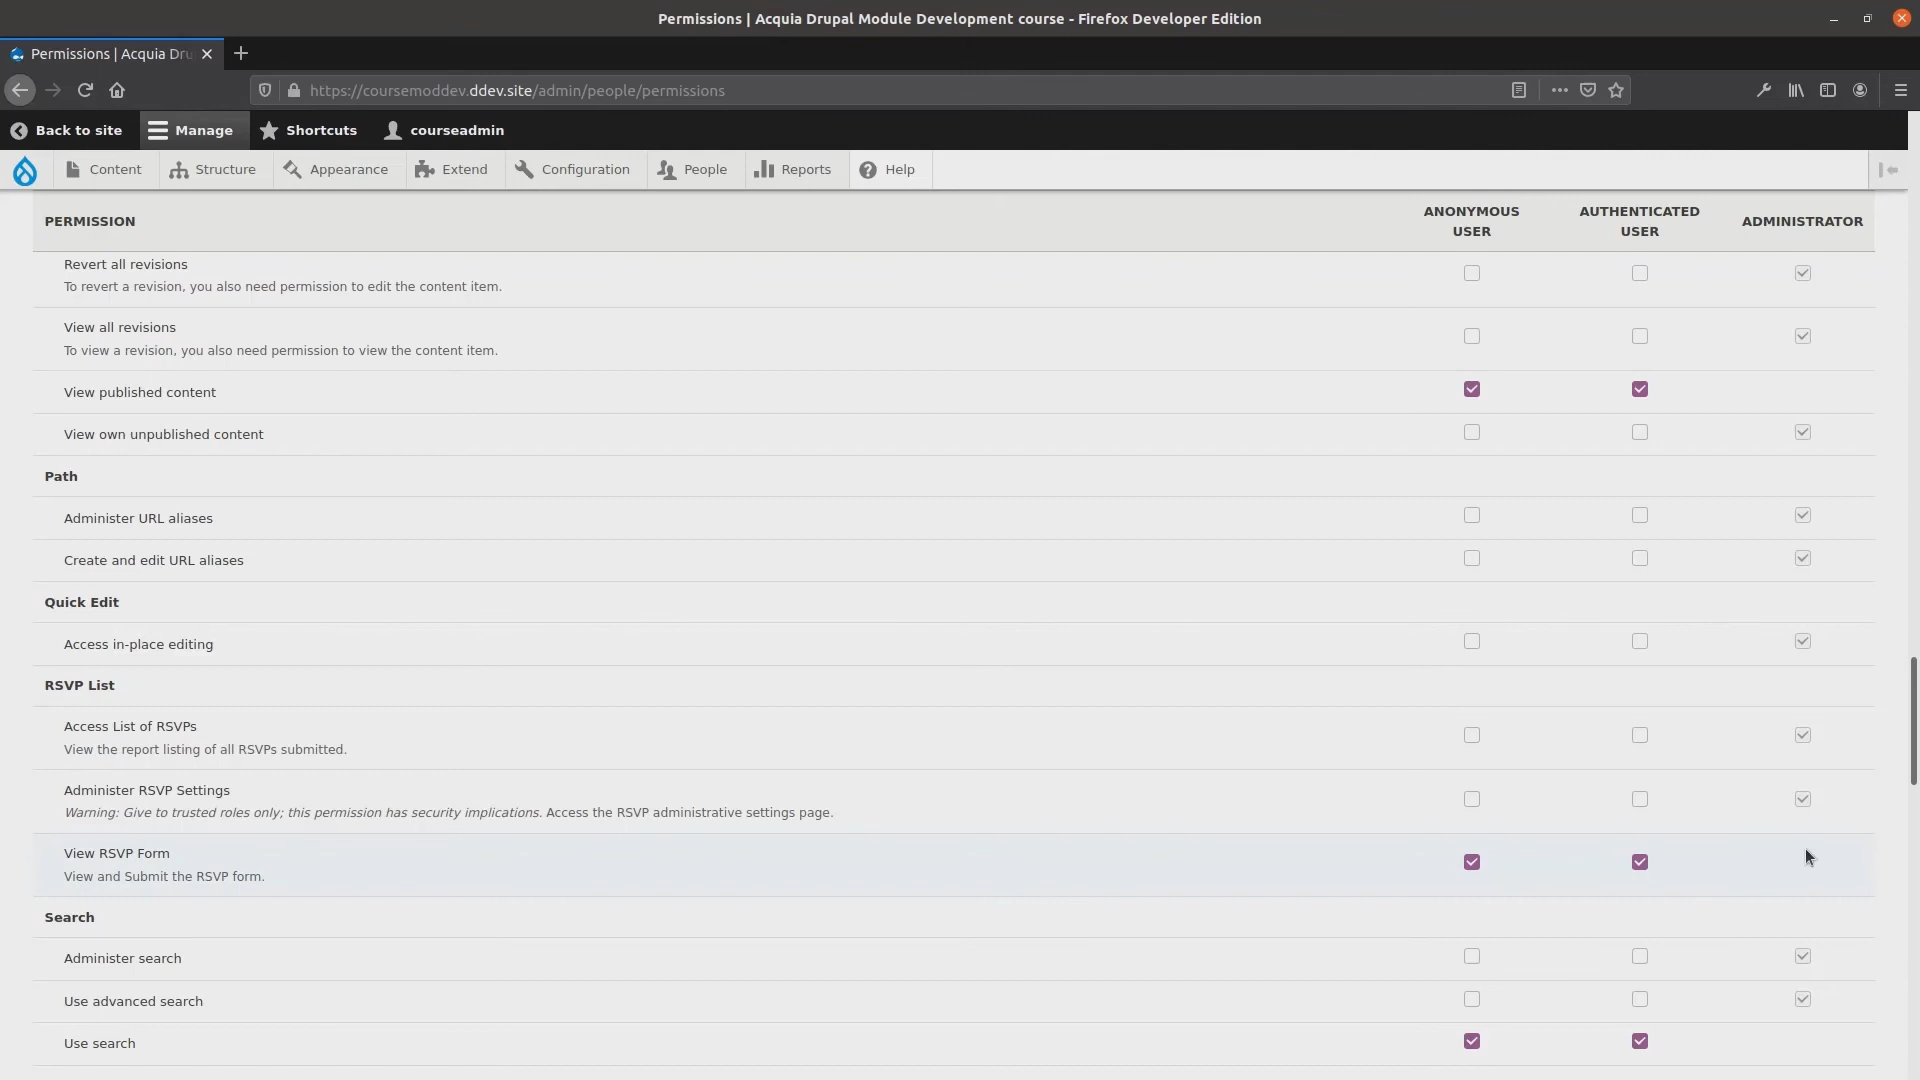 Permissions | Acquia Drupal Module Development course - Firefox Developer Edition
Permissions | Acquia Dru
https://coursemoddev.ddev.site/admin/people/permissions
Back to site Manage Shortcuts courseadmin
Content Structure Appearance Extend Configuration People Reports Help
PERMISSION ANONYMOUS USER AUTHENTICATED USER ADMINISTRATOR
Revert all revisions
To revert a revision, you also need permission to edit the content item.
View all revisions
To view a revision, you also need permission to view the content item.
View published content
View own unpublished content
Path
Administer URL aliases
Create and edit URL aliases
Quick Edit
Access in-place editing
RSVP List
Access List of RSVPs
View the report listing of all RSVPs submitted.
Administer RSVP Settings
Warning: Give to trusted roles only; this permission has security implications. Access the RSVP administrative settings page.
View RSVP Form
View and Submit the RSVP form.
Search
Administer search
Use advanced search
Use search